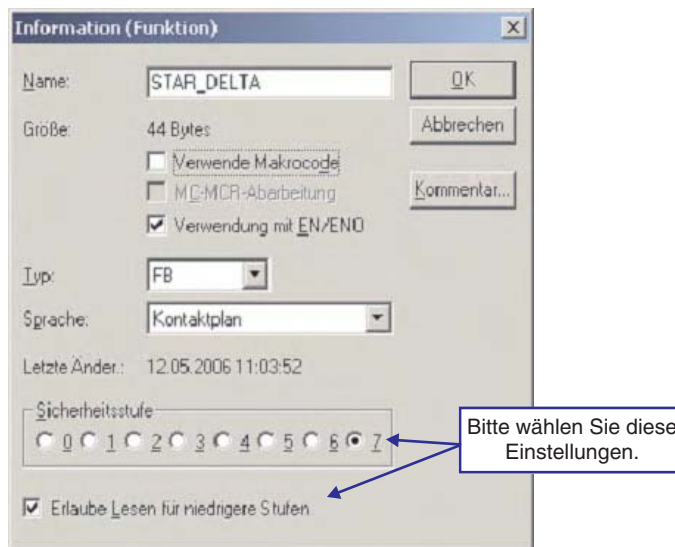 Information (Funktion)
Name: STAR_DELTA
OK
Größe: 44 Bytes
Abbrechen
Verwende Makrocode
MC-MCR-Abarbeitung
Kommentar...
Verwendung mit EN/ENO
Typ: FB
Sprache: Kontaktplan
Letzte Änder.: 12.05.2006 11:03:52
Sicherheitsstufe
0 1 2 3 4 5 6 7
Bitte wählen Sie diese
Einstellungen.
Erlaube Lesen für niedrigere Stufen